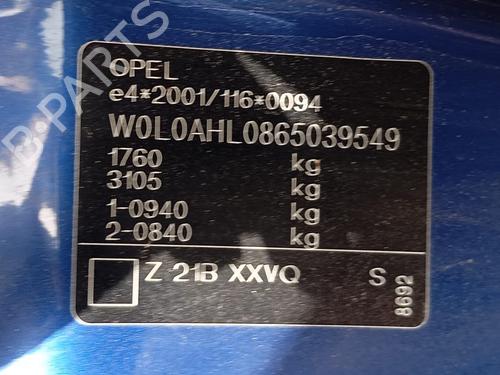 OPEL
e4*2001/116*0094
W0L0AHL0865039549
1760 kg
3105 kg
1-0940 kg
2-0840 kg
Z 21B XXVQ S
8692
B-PARTS